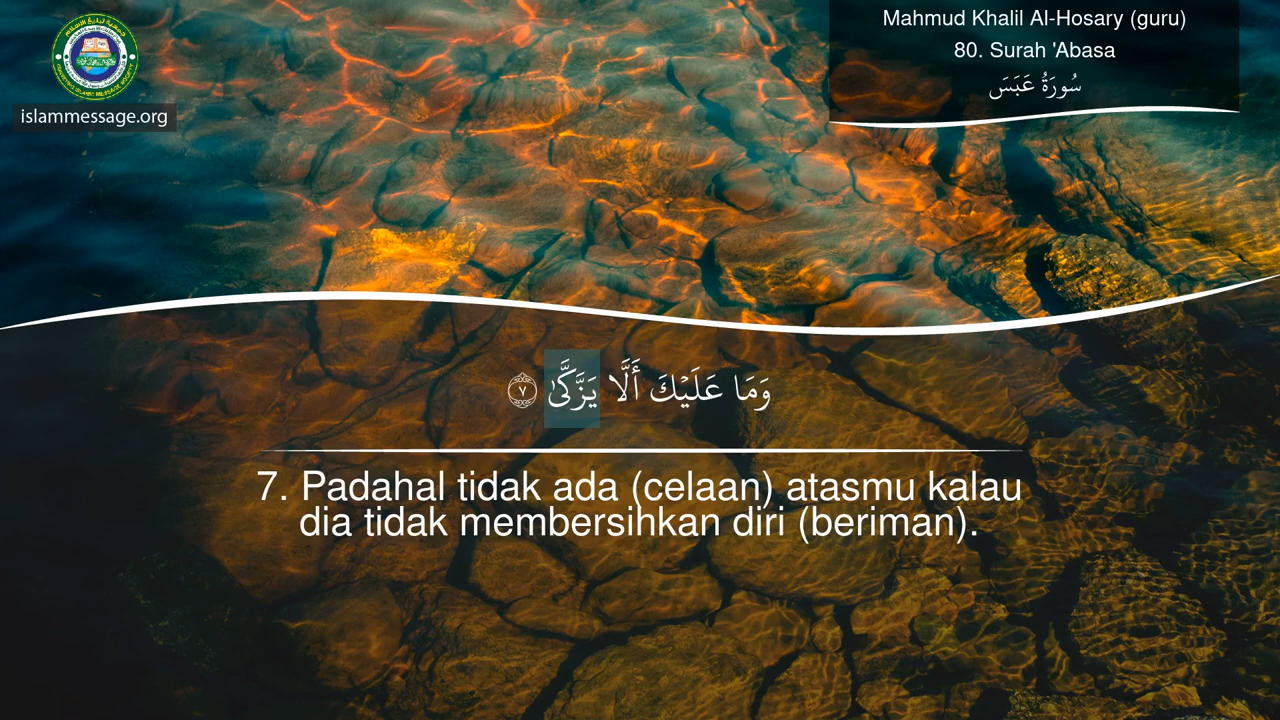 Mahmud Khalil Al-Hosary (guru)
80. Surah 'Abasa
سُورَةُ عَبَسَ
islammessage.org
وَمَا عَلَيْكَ أَلَّا يَزَّكَّىٰ ۝٧
7. Padahal tidak ada (celaan) atasmu kalau
dia tidak membersihkan diri (beriman).